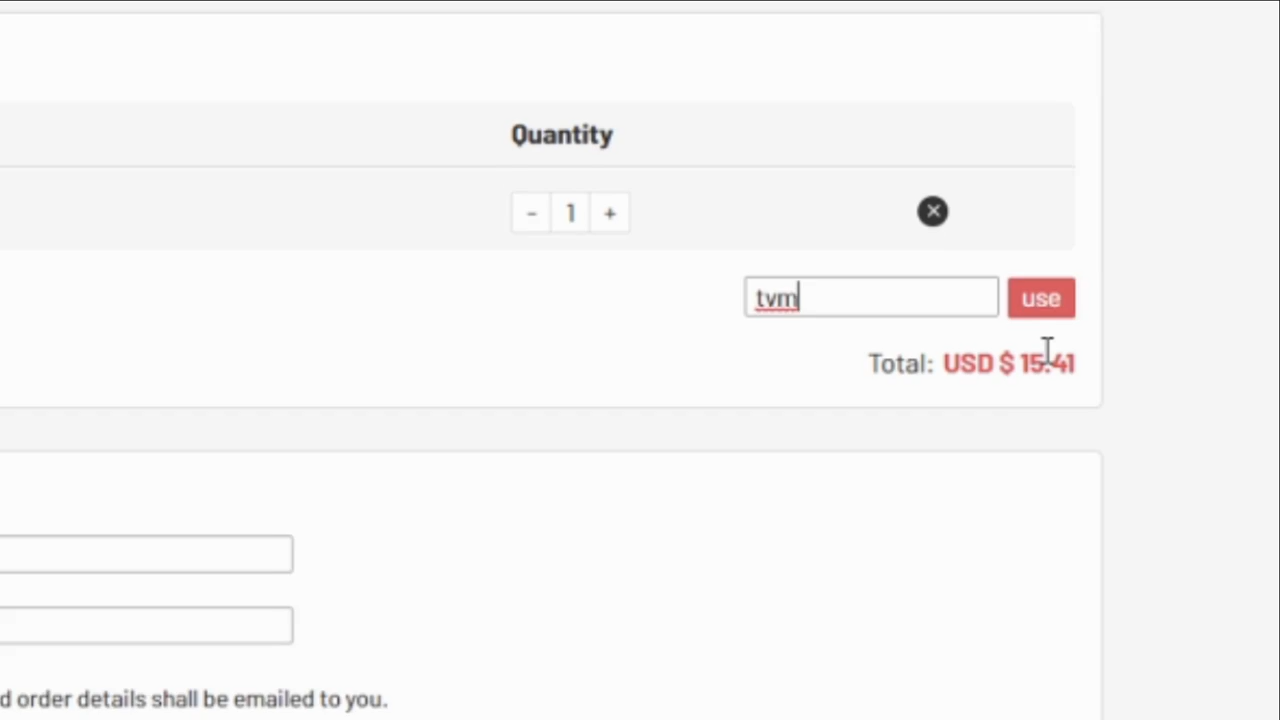 Quantity
- 1 +
tvm use
Total: USD $ 15.41
d order details shall be emailed to you.